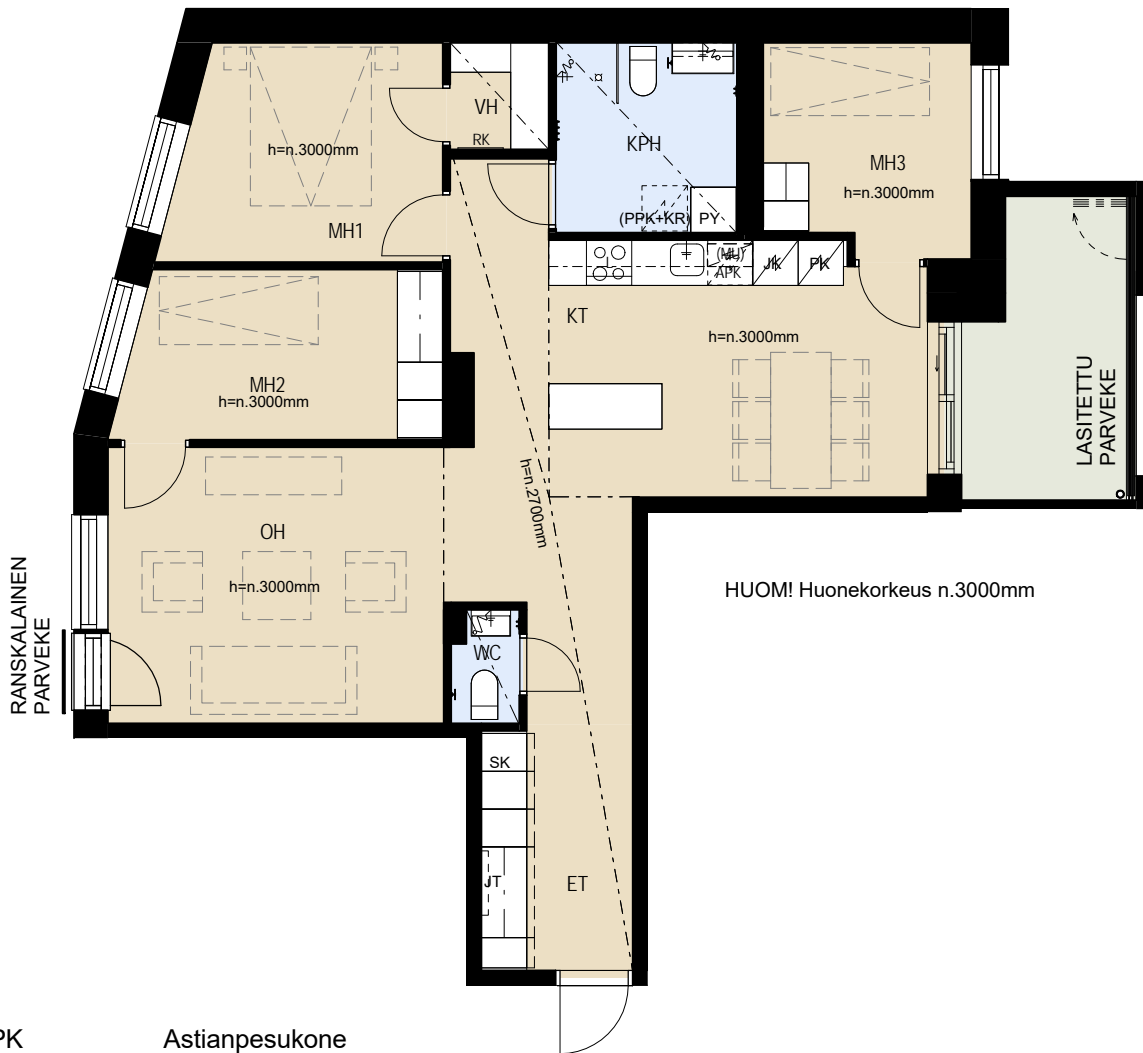 VH
RK
h=n.3000mm
KPH
MH3
h=n.3000mm
(PPK+KR)
PY
MH1
(MU)
APK
JK
PK
KT
h=n.3000mm
MH2
h=n.3000mm
LASITETTU
PARVEKE
h=n.2700mm
OH
h=n.3000mm
RANSKALAINEN
PARVEKE
HUOM! Huonekorkeus n.3000mm
WC
SK
JT
ET
PK
Astianpesukone